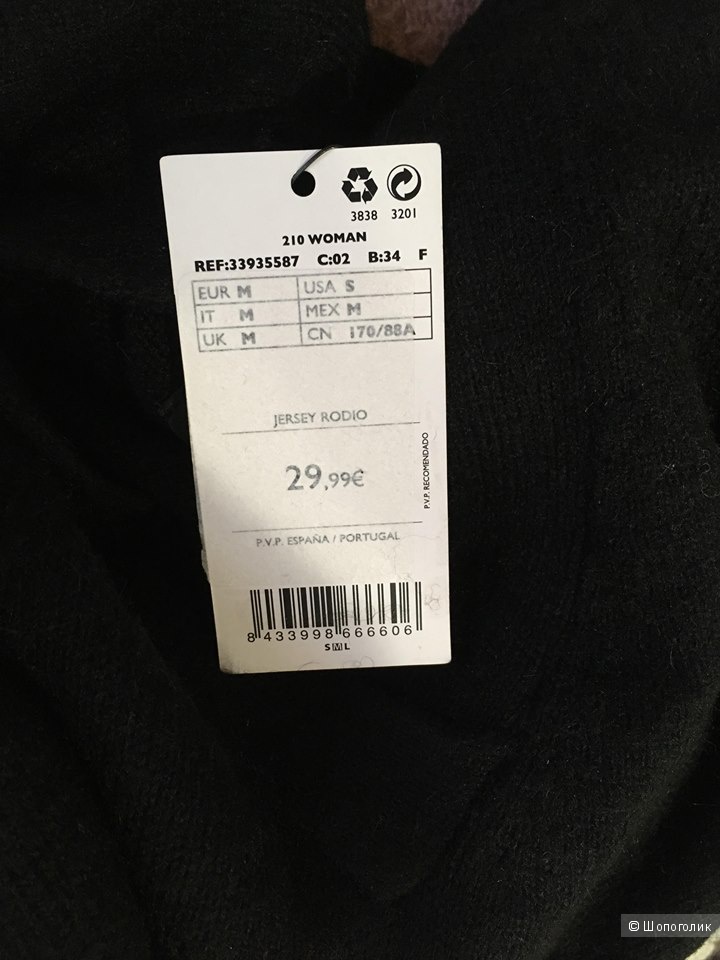 3838 3201
210 WOMAN
REF:33935587 C:02 B:34 F
EUR M USA S
IT M MEX M
UK M CN 170/88A
JERSEY RODIO
29,99€
P.V.P. RECOMENDADO
P.V.P. ESPAÑA / PORTUGAL
8 433998 666606
S M L
© Шопоголик